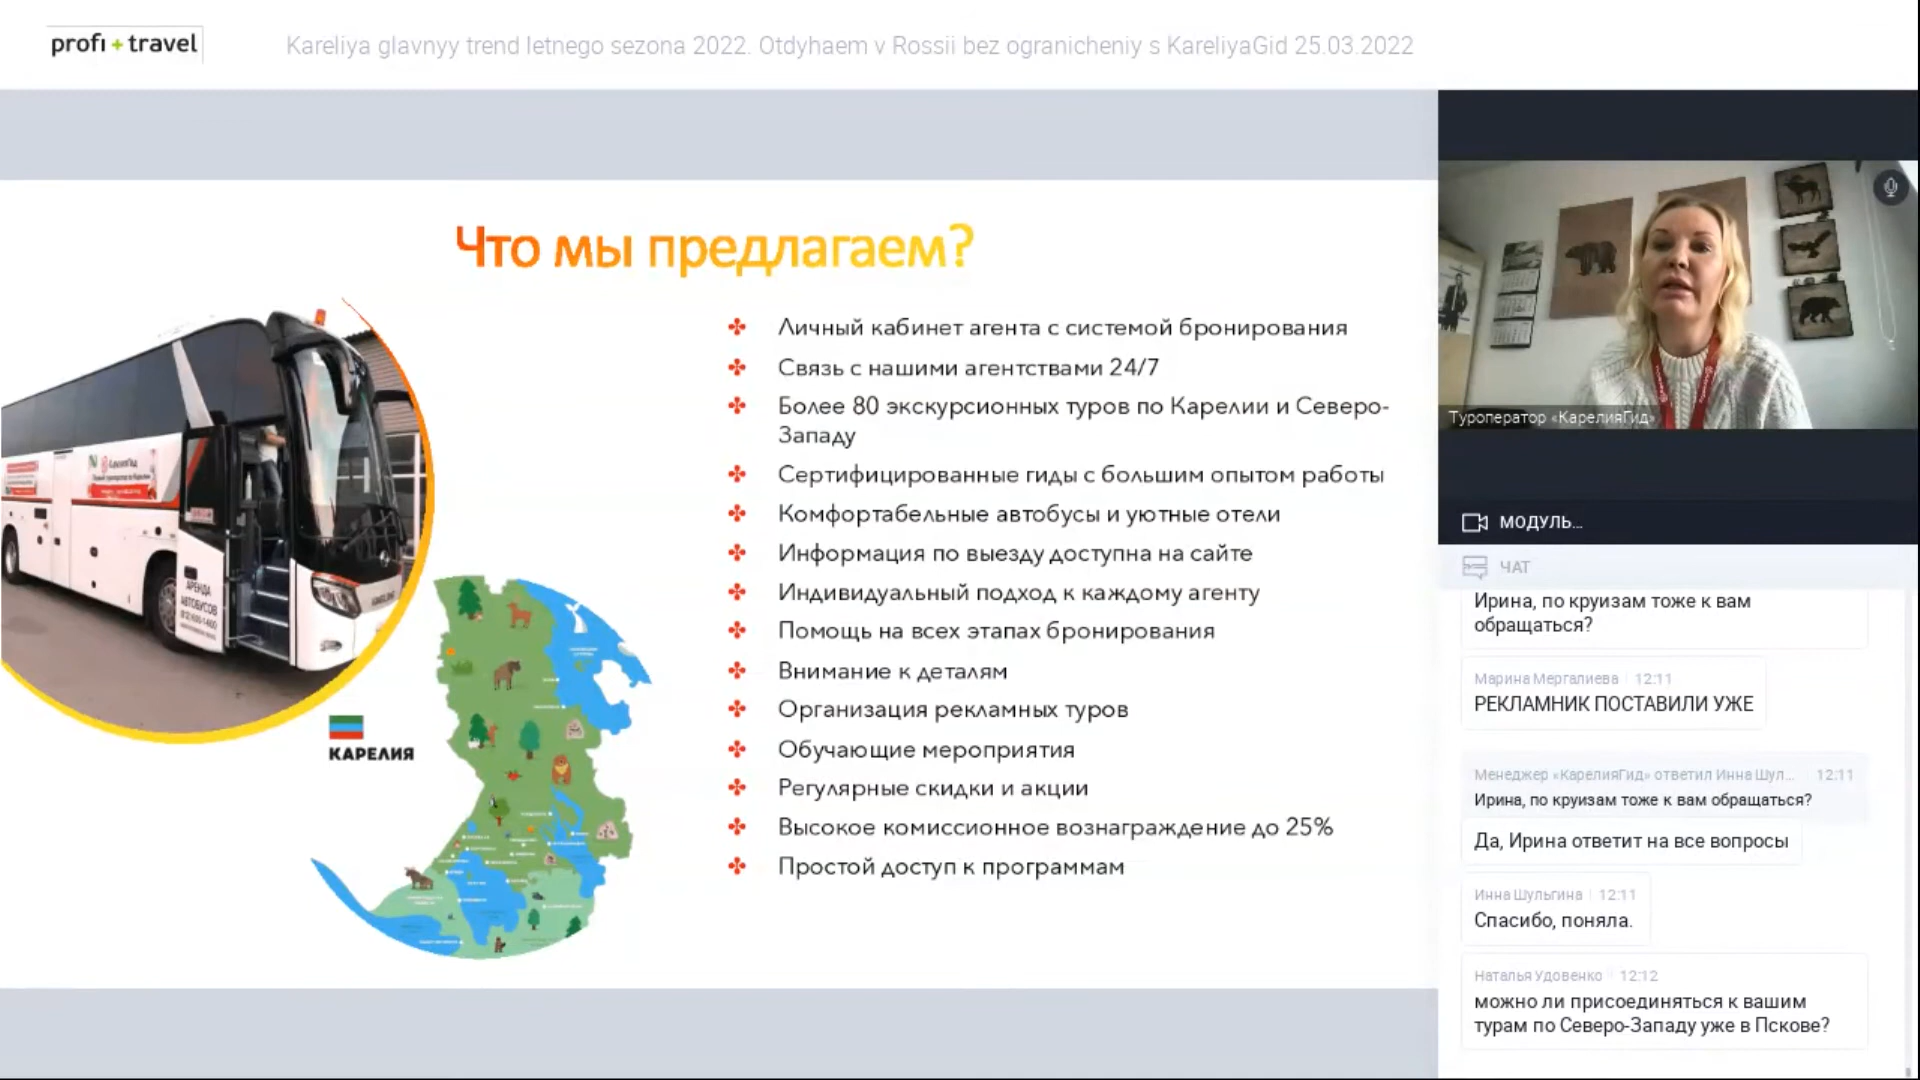 profi + travel
Kareliya glavnyy trend letnego sezona 2022. Otdyhaem v Rossii bez ogranicheniy s KareliyaGid 25.03.2022
Что мы предлагаем?
Личный кабинет агента с системой бронирования
Связь с нашими агентствами 24/7
Более 80 экскурсионных туров по Карелии и Северо-
Западу
Сертифицированные гиды с большим опытом работы
Комфортабельные автобусы и уютные отели
Информация по выезду доступна на сайте
Индивидуальный подход к каждому агенту
Помощь на всех этапах бронирования
Внимание к деталям
Организация рекламных туров
Обучающие мероприятия
Регулярные скидки и акции
Высокое комиссионное вознаграждение до 25%
Простой доступ к программам
КарелияГид
АРЕНДА
АВТОБУСОВ
КАРЕЛИЯ
Туроператор «КарелияГид»
МОДУЛЬ...
ЧАТ
Ирина, по круизам тоже к вам
обращаться?
Марина Мергалиева 12:11
РЕКЛАМНИК ПОСТАВИЛИ УЖЕ
Менеджер «КарелияГид» ответил Инна Шул... 12:11
Ирина, по круизам тоже к вам обращаться?
Да, Ирина ответит на все вопросы
Инна Шульгина 12:11
Спасибо, поняла.
Наталья Удовенко 12:12
можно ли присоединяться к вашим
турам по Северо-Западу уже в Пскове?